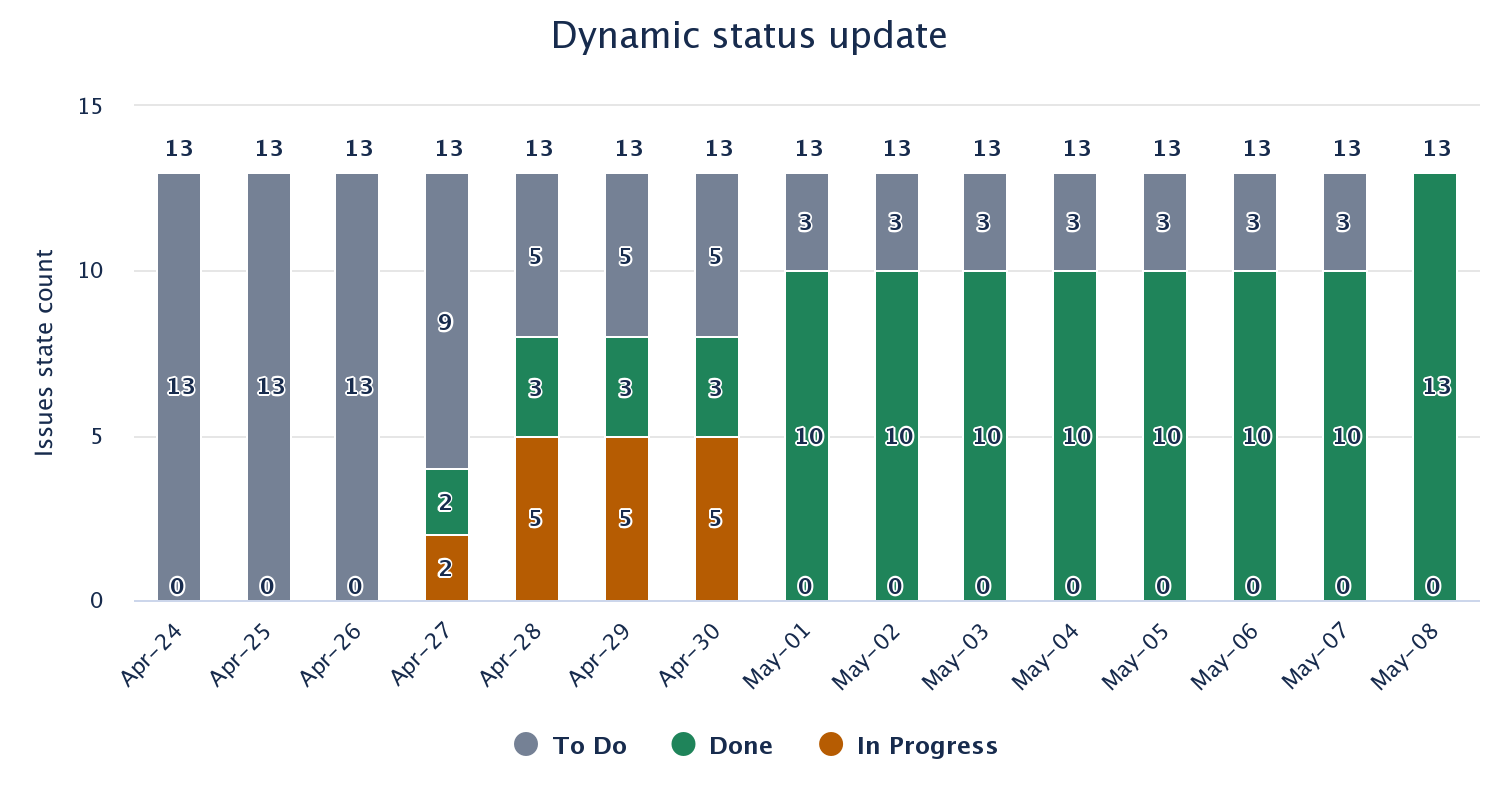 Dynamic status update
15
13 13 13 13 13 13 13 13 13 13 13 13 13 13 13
3 3 3 3 3 3 3
5 5 5
10
Issues state count
9
13 13 13 3 3 3 13
5
10 10 10 10 10 10 10
2
5 5 5
2
0 0 0 0 0 0 0 0 0 0 0
0
Apr-24 Apr-25 Apr-26 Apr-27 Apr-28 Apr-29 Apr-30 May-01 May-02 May-03 May-04 May-05 May-06 May-07 May-08
To Do Done In Progress